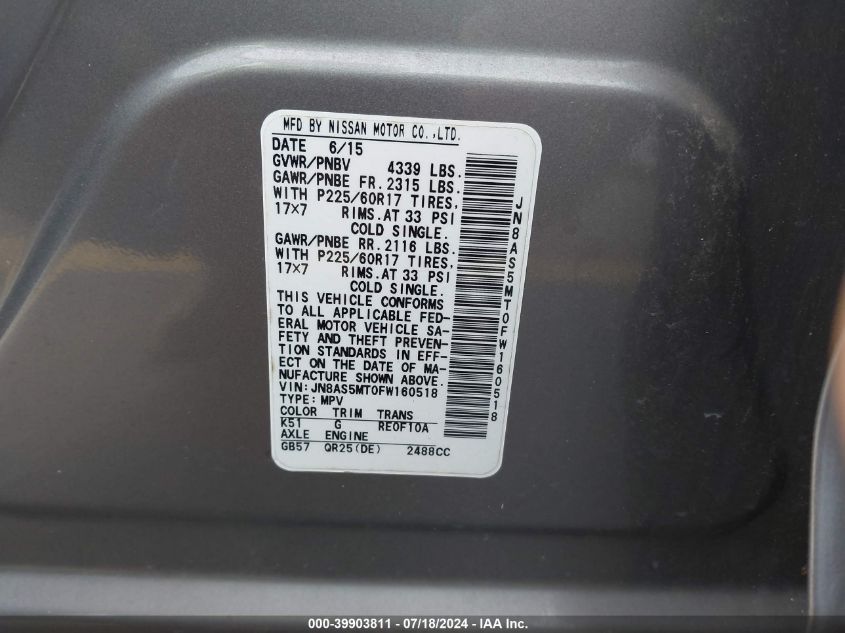 MFD BY NISSAN MOTOR CO.,LTD.
DATE 6/15
GVWR/PNBV 4339 LBS.
GAWR/PNBE FR.2315 LBS.
WITH P225/60R17 TIRES,
17X7 RIMS.AT 33 PSI
COLD SINGLE.
GAWR/PNBE RR.2116 LBS.
WITH P225/60R17 TIRES,
17X7 RIMS.AT 33 PSI
COLD SINGLE.
THIS VEHICLE CONFORMS
TO ALL APPLICABLE FED-
ERAL MOTOR VEHICLE SA-
FETY AND THEFT PREVEN-
TION STANDARDS IN EFF-
ECT ON THE DATE OF MA-
NUFACTURE SHOWN ABOVE.
VIN:JN8AS5MT0FW160518
TYPE:MPV
COLOR TRIM TRANS
K51 G RE0F10A
AXLE ENGINE
GB57 QR25(DE) 2488CC
JN8AS5MT0FW160518
000-39903811 - 07/18/2024 - IAA Inc.